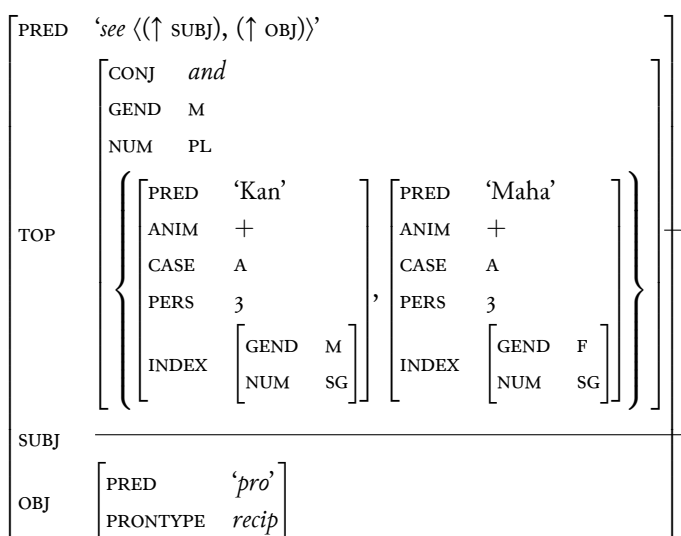 PRED ‘see ⟨(↑ SUBJ), (↑ OBJ)⟩’
CONJ and
GEND M
NUM PL
PRED ‘Kan’ PRED ‘Maha’
ANIM + ANIM +
TOP
CASE A CASE A
PERS 3 , PERS 3
GEND M GEND F
INDEX INDEX
NUM SG NUM SG
SUBJ
PRED ‘pro’
OBJ
PRONTYPE recip